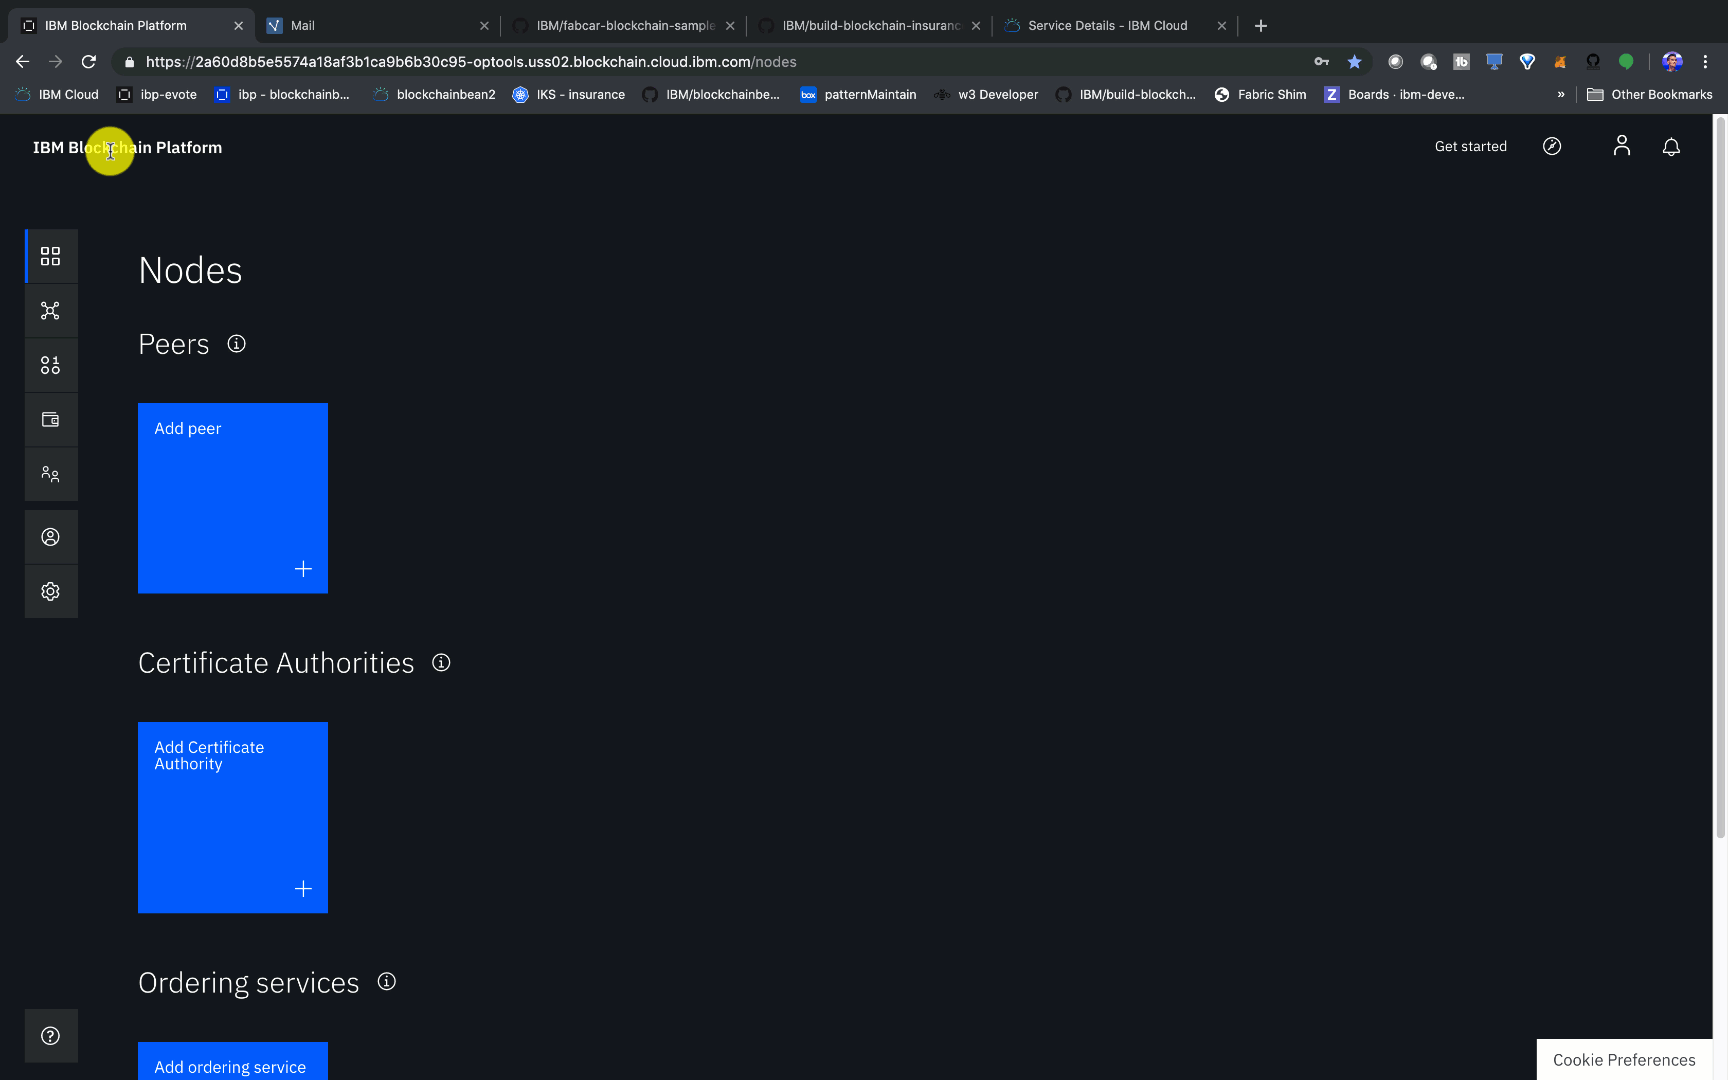 IBM Blockchain Platform
Mail
IBM/fabcar-blockchain-sample
IBM/build-blockchain-insuranc
Service Details - IBM Cloud
https://2a60d8b5e5574a18af3b1ca9b6b30c95-optools.uss02.blockchain.cloud.ibm.com/nodes
IBM Cloud
ibp-evote
ibp - blockchainb...
blockchainbean2
IKS - insurance
IBM/blockchainbe...
box
patternMaintain
w3 Developer
IBM/build-blockch...
Fabric Shim
Z
Boards · ibm-deve...
»
Other Bookmarks
IBM Blockchain Platform
Get started
Nodes
Peers
Add peer
Certificate Authorities
Add Certificate
Authority
Ordering services
Add ordering service
Cookie Preferences